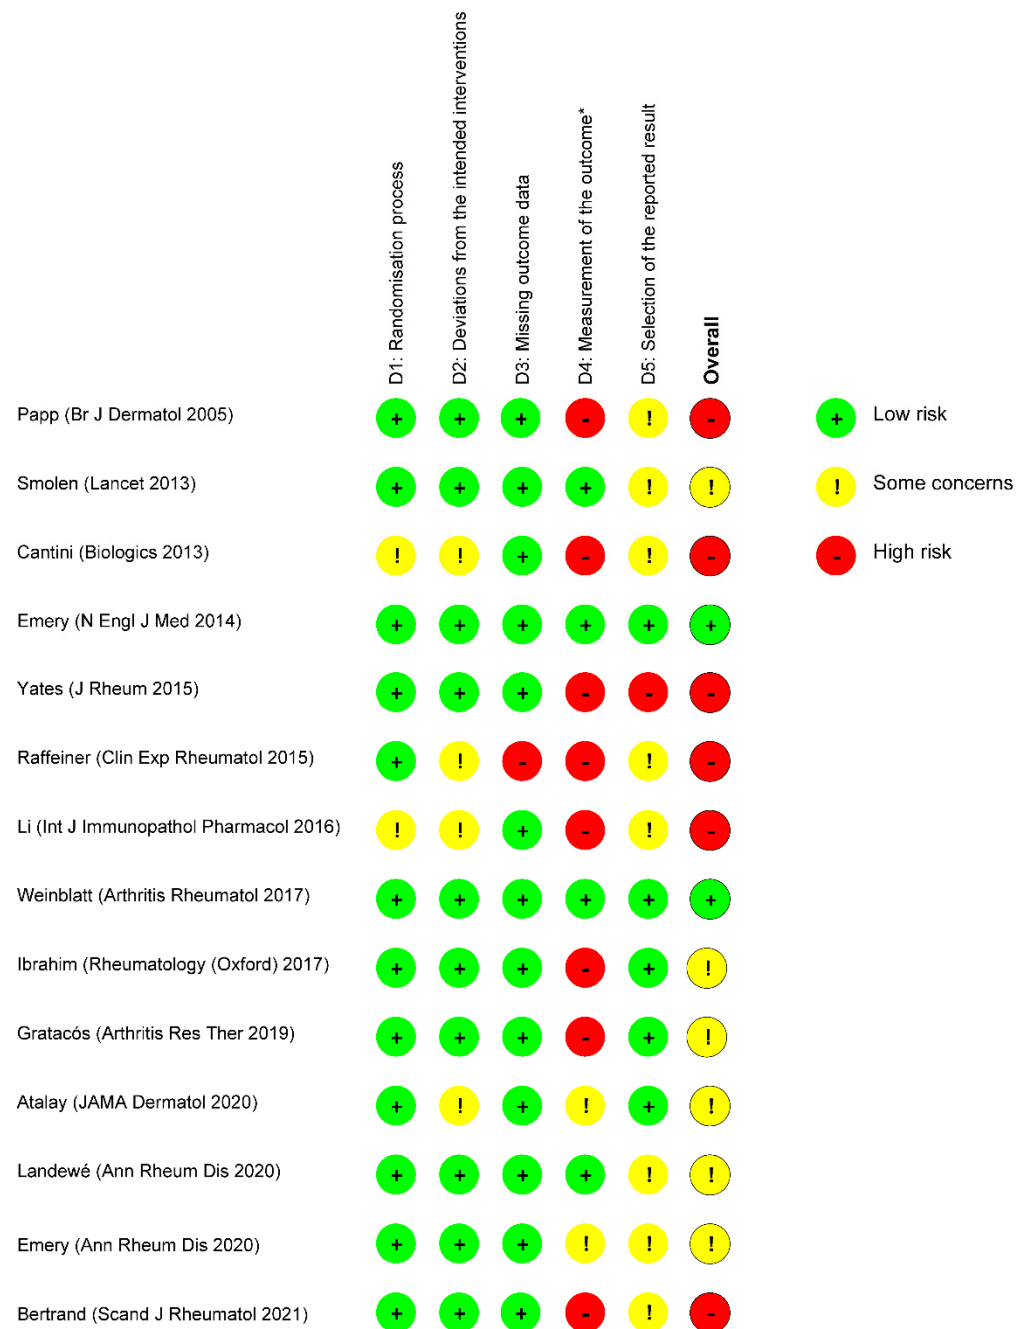 D1: Randomisation process
D2: Deviations from the intended interventions
D3: Missing outcome data
D4: Measurement of the outcome*
D5: Selection of the reported result
Overall
Papp (Br J Dermatol 2005) + + + - ! -
Smolen (Lancet 2013) + + + + ! !
Cantini (Biologics 2013) ! ! + - ! -
Emery (N Engl J Med 2014) + + + + + +
Yates (J Rheum 2015) + + + - - -
Raffeiner (Clin Exp Rheumatol 2015) + ! - - ! -
Li (Int J Immunopathol Pharmacol 2016) ! ! + - ! -
Weinblatt (Arthritis Rheumatol 2017) + + + + + +
Ibrahim (Rheumatology (Oxford) 2017) + + + - + !
Gratacós (Arthritis Res Ther 2019) + + + - + !
Atalay (JAMA Dermatol 2020) + ! + ! + !
Landewé (Ann Rheum Dis 2020) + + + + ! !
Emery (Ann Rheum Dis 2020) + + + ! ! !
Bertrand (Scand J Rheumatol 2021) + + + - ! -
+ Low risk
! Some concerns
- High risk